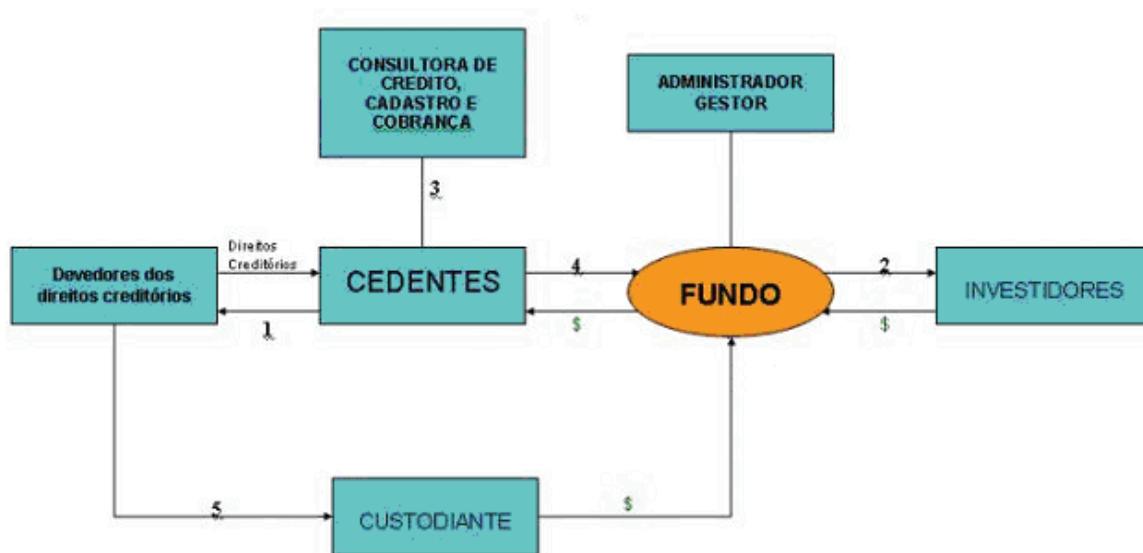 CONSULTORA DE
CREDITO,
CADASTRO E
COBRANÇA
ADMINISTRADOR
GESTOR
3
Direitos
Creditórios
Devedores dos
direitos creditórios
CEDENTES
4
FUNDO
2
INVESTIDORES
1
$
$
5
CUSTODIANTE
$